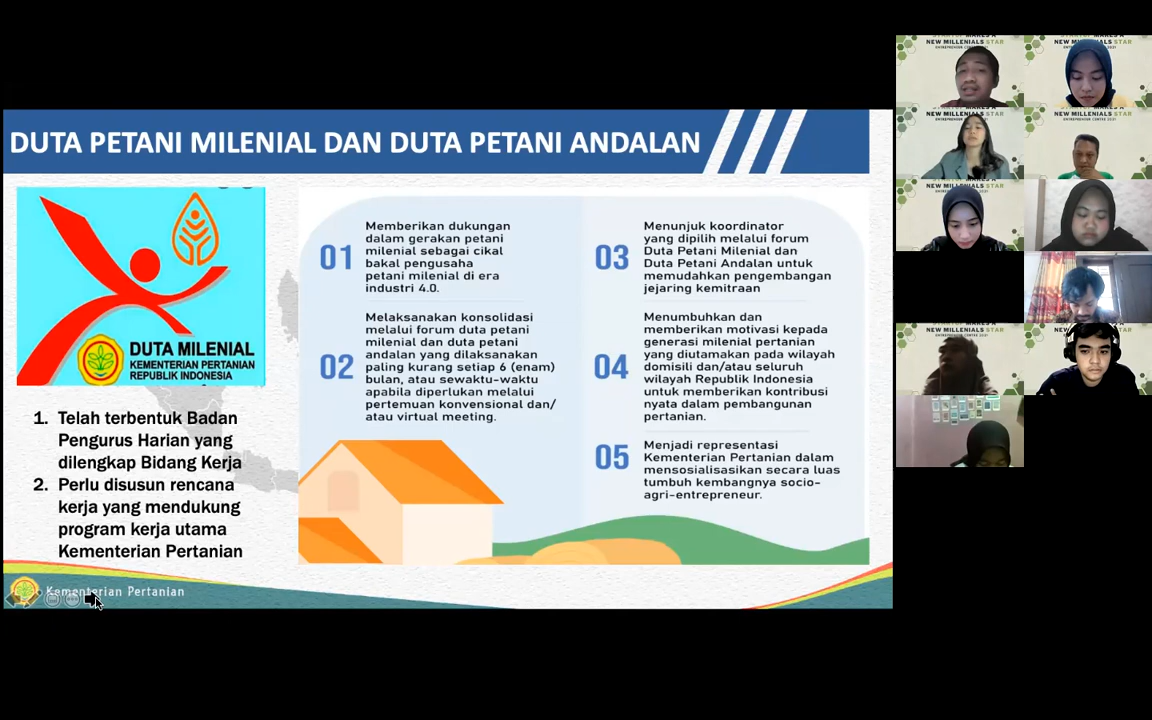 DUTA PETANI MILENIAL DAN DUTA PETANI ANDALAN
DUTA MILENIAL
KEMENTERIAN PERTANIAN
REPUBLIK INDONESIA
1. Telah terbentuk Badan
Pengurus Harian yang
dilengkap Bidang Kerja
2. Perlu disusun rencana
kerja yang mendukung
program kerja utama
Kementerian Pertanian
01
Memberikan dukungan
dalam gerakan petani
milenial sebagai cikal
bakal pengusaha
petani milenial di era
industri 4.0.
02
Melaksanakan konsolidasi
melalui forum duta petani
milenial dan duta petani
andalan yang dilaksanakan
paling kurang setiap 6 (enam)
bulan, atau sewaktu-waktu
apabila diperlukan melalui
pertemuan konvensional dan/
atau virtual meeting.
03
Menunjuk koordinator
yang dipilih melalui forum
Duta Petani Milenial dan
Duta Petani Andalan untuk
memudahkan pengembangan
jejaring kemitraan
04
Menumbuhkan dan
memberikan motivasi kepada
generasi milenial pertanian
yang diutamakan pada wilayah
domisili dan/atau seluruh
wilayah Republik Indonesia
untuk memberikan kontribusi
nyata dalam pembangunan
pertanian.
05
Menjadi representasi
Kementerian Pertanian dalam
mensosialisasikan secara luas
tumbuh kembangnya socio-
agri-entrepreneur.
Kementerian Pertanian
NEW MILLENIALS STAR
ENTREPRENEUR CENTRE 2021
NEW MILLENIALS STAR